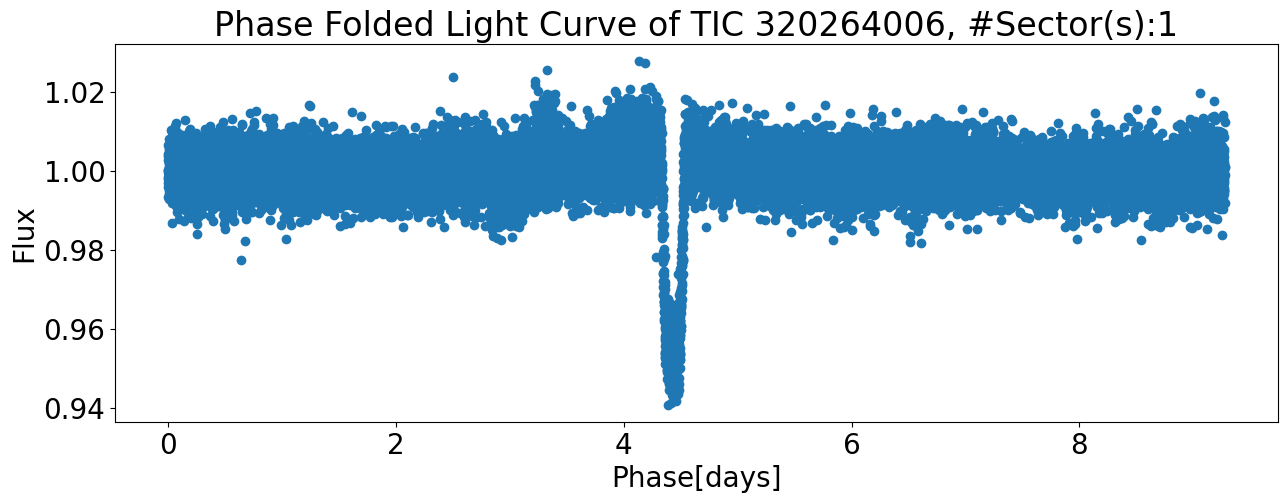 Phase Folded Light Curve of TIC 320264006, #Sector(s):1
1.02
1.00
0.98
0.96
0.94
Flux
0 2 4 6 8
Phase[days]